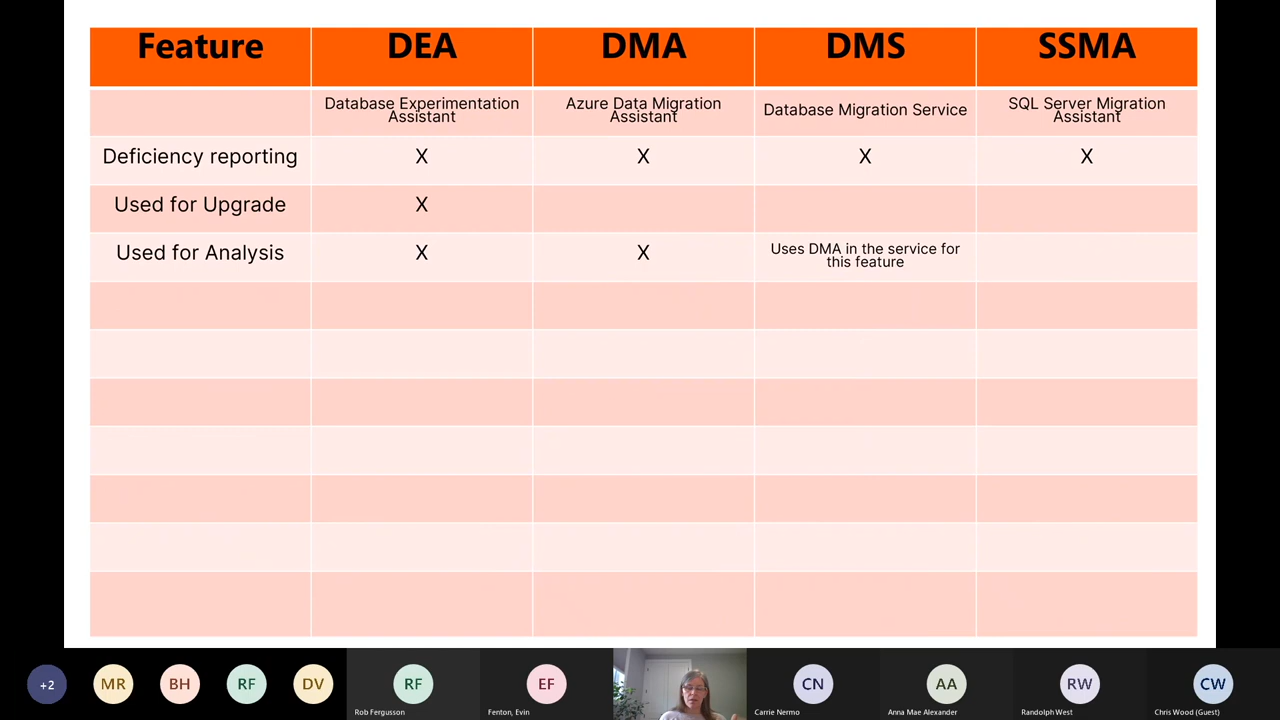 Feature DEA DMA DMS SSMA
Database Experimentation Assistant Azure Data Migration Assistant Database Migration Service SQL Server Migration Assistant
Deficiency reporting X X X X
Used for Upgrade X
Used for Analysis X X Uses DMA in the service for this feature
+2 MR BH RF DV RF EF CN AA RW CW
Rob Fergusson Fenton, Evin Carrie Nermo Anna Mae Alexander Randolph West Chris Wood (Guest)